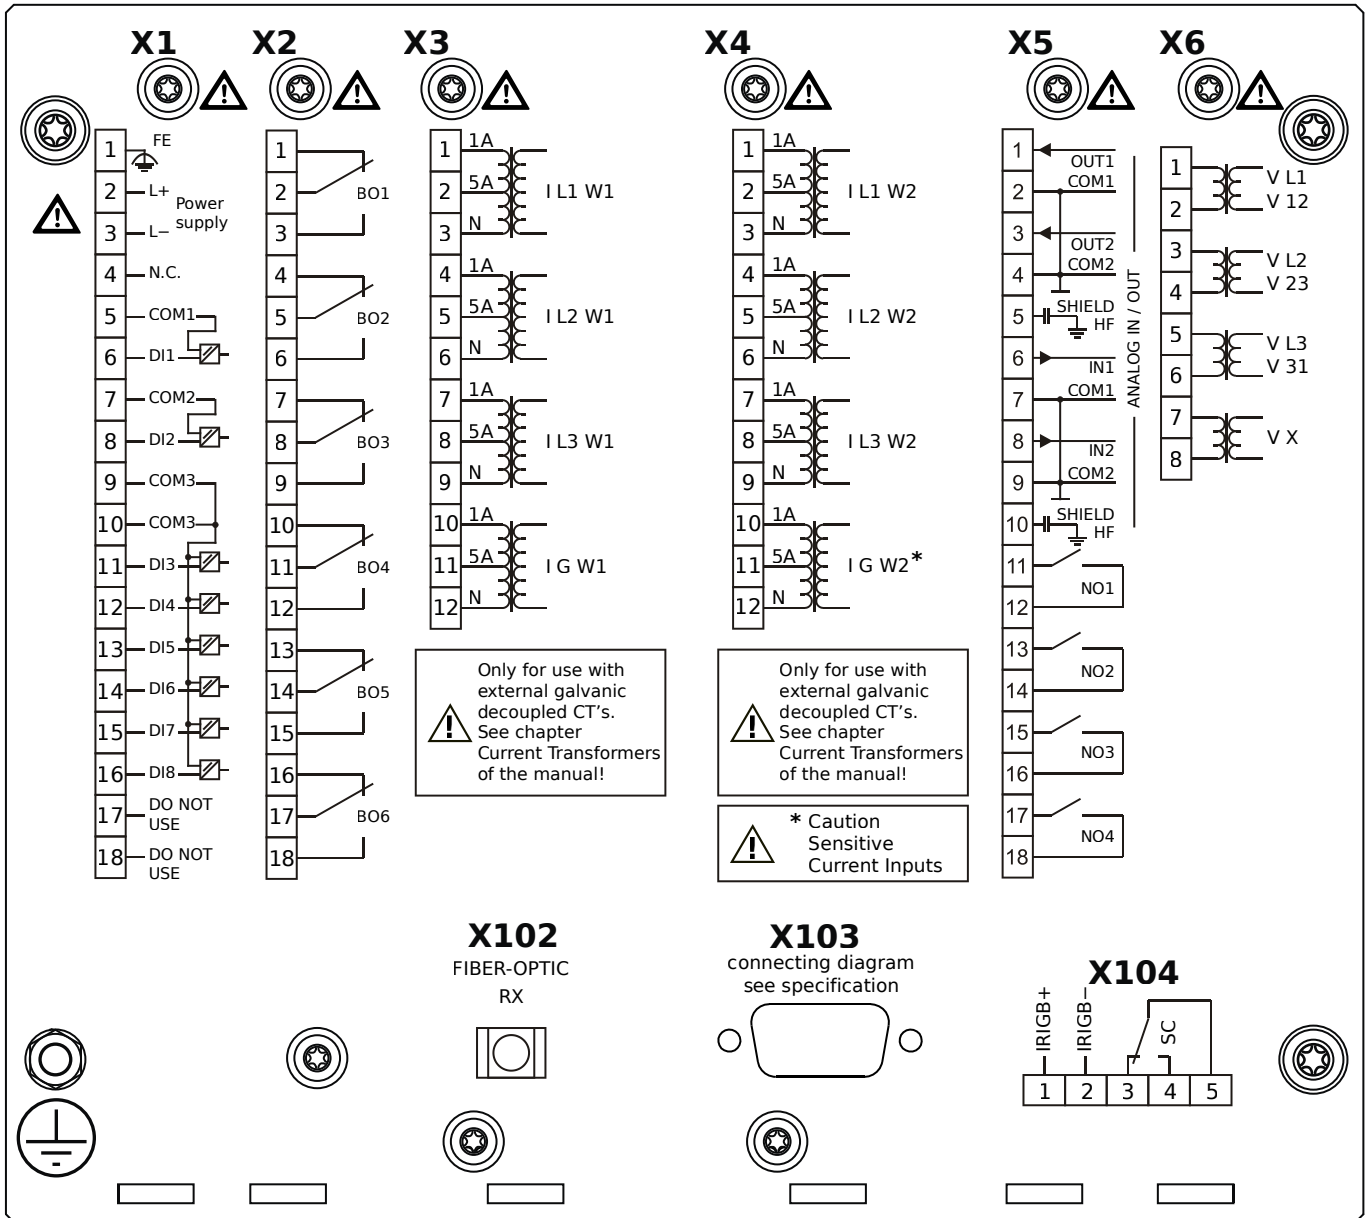 X1 X2 X3 X4 X5 X6
1 FE
2 L+
Power
supply
3 L−
4 N.C.
5 COM1
6 DI1
7 COM2
8 DI2
9 COM3
10 COM3
11 DI3
12 DI4
13 DI5
14 DI6
15 DI7
16 DI8
17 DO NOT
USE
18 DO NOT
USE
1
2 BO1
3
4
5 BO2
6
7
8 BO3
9
10
11 BO4
12
13
14 BO5
15
16
17 BO6
18
1 1A
2 5A I L1 W1
3 N
4 1A
5 5A I L2 W1
6 N
7 1A
8 5A I L3 W1
9 N
10 1A
11 5A I G W1
12 N
Only for use with
external galvanic
decoupled CT's.
See chapter
Current Transformers
of the manual!
1 1A
2 5A I L1 W2
3 N
4 1A
5 5A I L2 W2
6 N
7 1A
8 5A I L3 W2
9 N
10 1A
11 5A I G W2*
12 N
Only for use with
external galvanic
decoupled CT's.
See chapter
Current Transformers
of the manual!
* Caution
Sensitive
Current Inputs
1
OUT1
2 COM1
3
OUT2
4 COM2
5 SHIELD
HF
6
IN1
7 COM1
8
IN2
9 COM2
10 SHIELD
HF
ANALOG IN / OUT
11
NO1
12
13
NO2
14
15
NO3
16
17
NO4
18
1 V L1
2 V 12
3 V L2
4 V 23
5 V L3
6 V 31
7
V X
8
X102
FIBER-OPTIC
RX
X103
connecting diagram
see specification
X104
IRIGB+
IRIGB−
SC
1 2 3 4 5